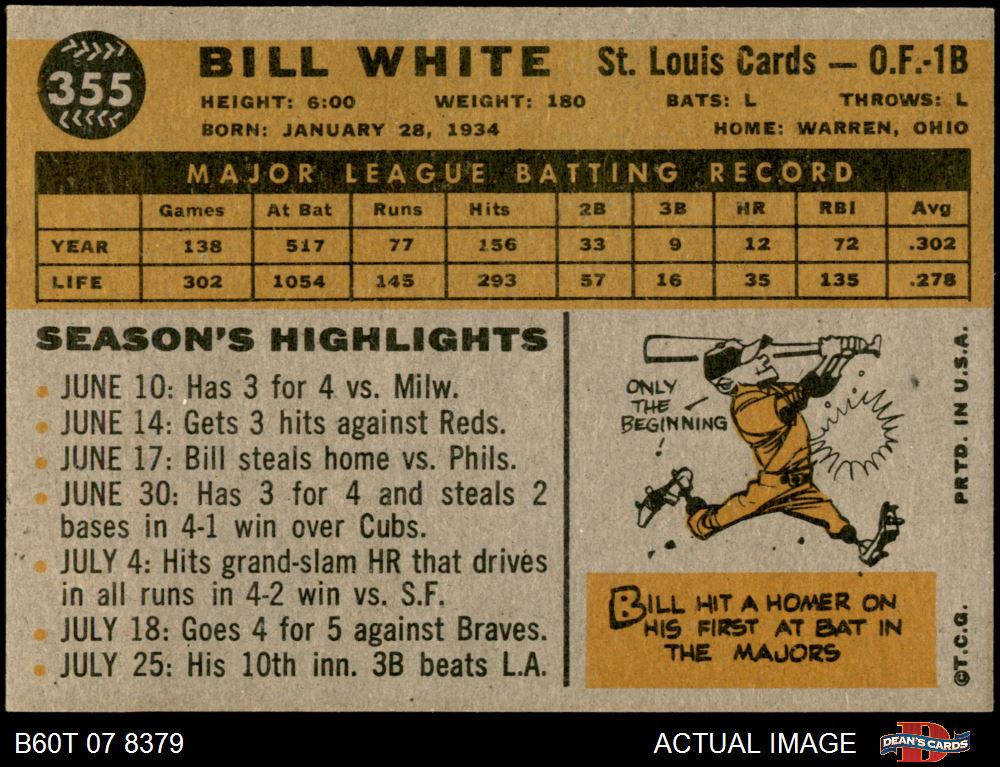 355
BILL WHITE St. Louis Cards — O.F.-1B
HEIGHT: 6:00 WEIGHT: 180 BATS: L THROWS: L
BORN: JANUARY 28, 1934 HOME: WARREN, OHIO
MAJOR LEAGUE BATTING RECORD
Games At Bat Runs Hits 2B 3B HR RBI Avg
YEAR 138 517 77 156 33 9 12 72 .302
LIFE 302 1054 145 293 57 16 35 135 .278
SEASON'S HIGHLIGHTS
• JUNE 10: Has 3 for 4 vs. Milw.
• JUNE 14: Gets 3 hits against Reds.
• JUNE 17: Bill steals home vs. Phils.
• JUNE 30: Has 3 for 4 and steals 2
bases in 4-1 win over Cubs.
• JULY 4: Hits grand-slam HR that drives
in all runs in 4-2 win vs. S.F.
• JULY 18: Goes 4 for 5 against Braves.
• JULY 25: His 10th inn. 3B beats L.A.
ONLY
THE
BEGINNING
!
BILL HIT A HOMER ON
HIS FIRST AT BAT IN
THE MAJORS
©T.C.G. PRTD. IN U.S.A.
B60T 07 8379 ACTUAL IMAGE DEAN'S CARDS